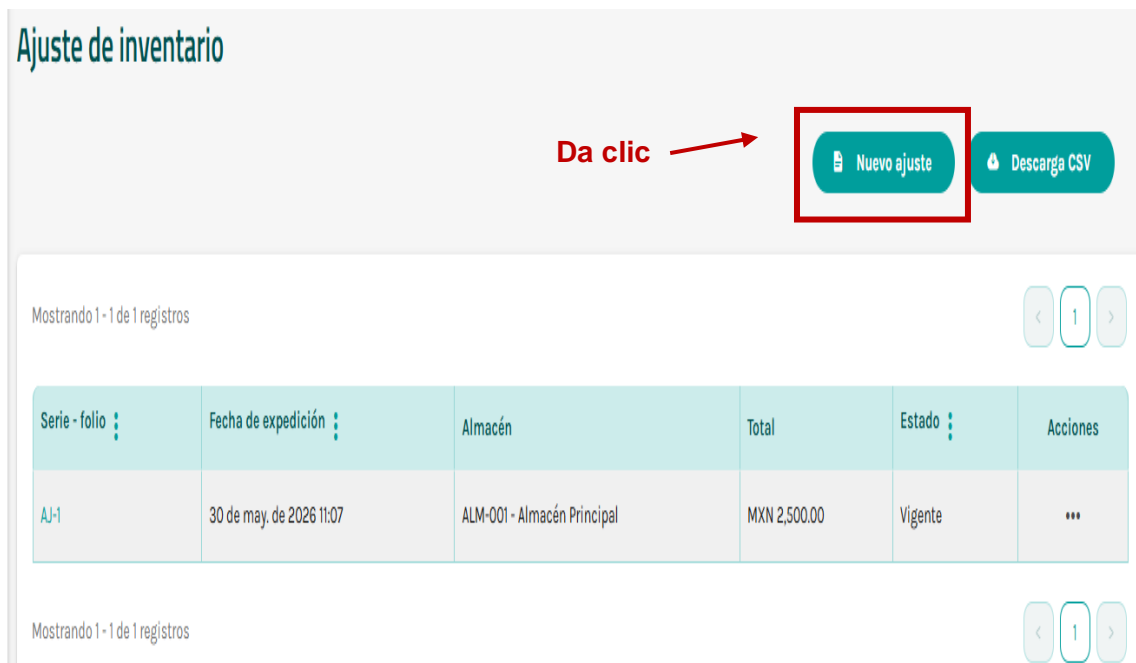 Ajuste de inventario
Da clic
Nuevo ajuste
Descarga CSV
Mostrando 1 - 1 de 1 registros
< 1 >
Serie - folio Fecha de expedición Almacén Total Estado Acciones
AJ-1 30 de may. de 2026 11:07 ALM-001 - Almacén Principal MXN 2,500.00 Vigente •••
Mostrando 1 - 1 de 1 registros
< 1 >